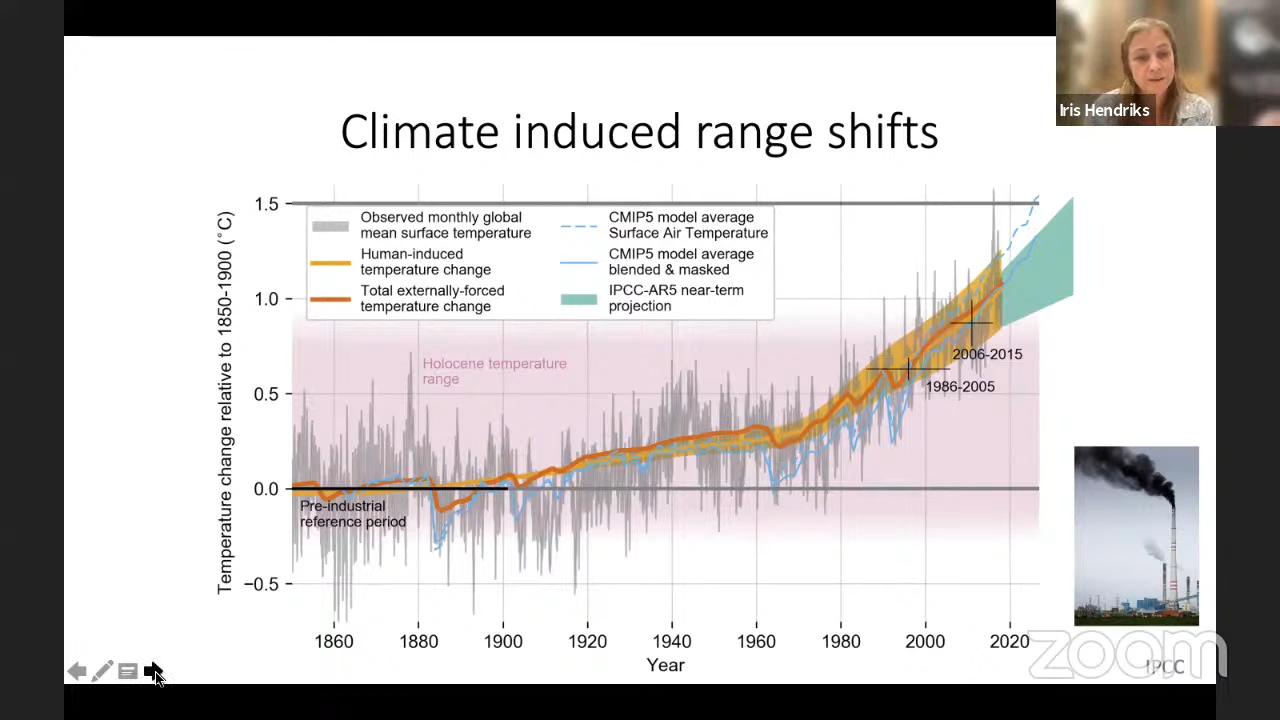 Iris Hendriks
Climate induced range shifts
Temperature change relative to 1850-1900 (°C)
1.5
1.0
0.5
0.0
−0.5
Observed monthly global
mean surface temperature
Human-induced
temperature change
Total externally-forced
temperature change
CMIP5 model average
Surface Air Temperature
CMIP5 model average
blended & masked
IPCC-AR5 near-term
projection
Holocene temperature
range
2006-2015
1986-2005
Pre-industrial
reference period
1860
1880
1900
1920
1940
1960
1980
2000
2020
Year
zoom
IPCC